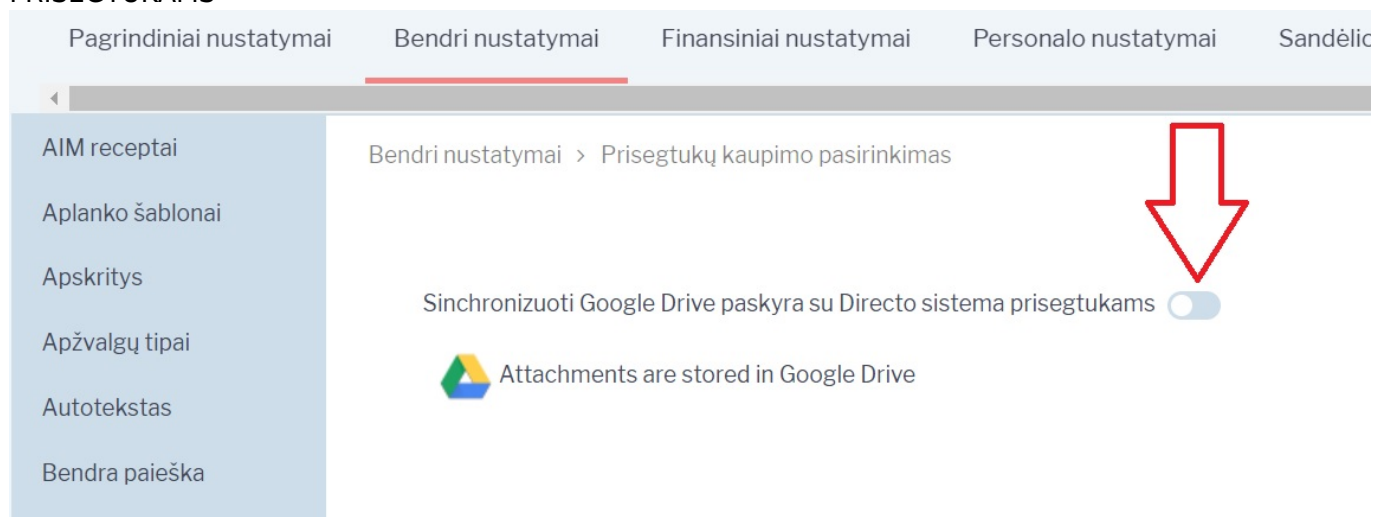 Pagrindiniai nustatymai Bendri nustatymai Finansiniai nustatymai Personalo nustatymai Sandėlio
AIM receptai
Bendri nustatymai > Prisegtukų kaupimo pasirinkimas
Aplanko šablonai
Apskritys
Sinchronizuoti Google Drive paskyra su Directo sistema prisegtukams
Apžvalgų tipai
Attachments are stored in Google Drive
Autotekstas
Bendra paieška